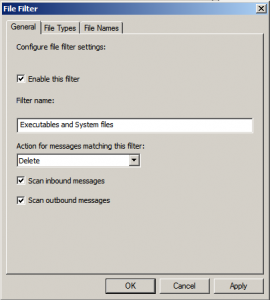 File Filter
General File Types File Names
Configure file filter settings:
Enable this filter
Filter name:
Executables and System files
Action for messages matching this filter:
Delete
Scan inbound messages
Scan outbound messages
OK Cancel Apply